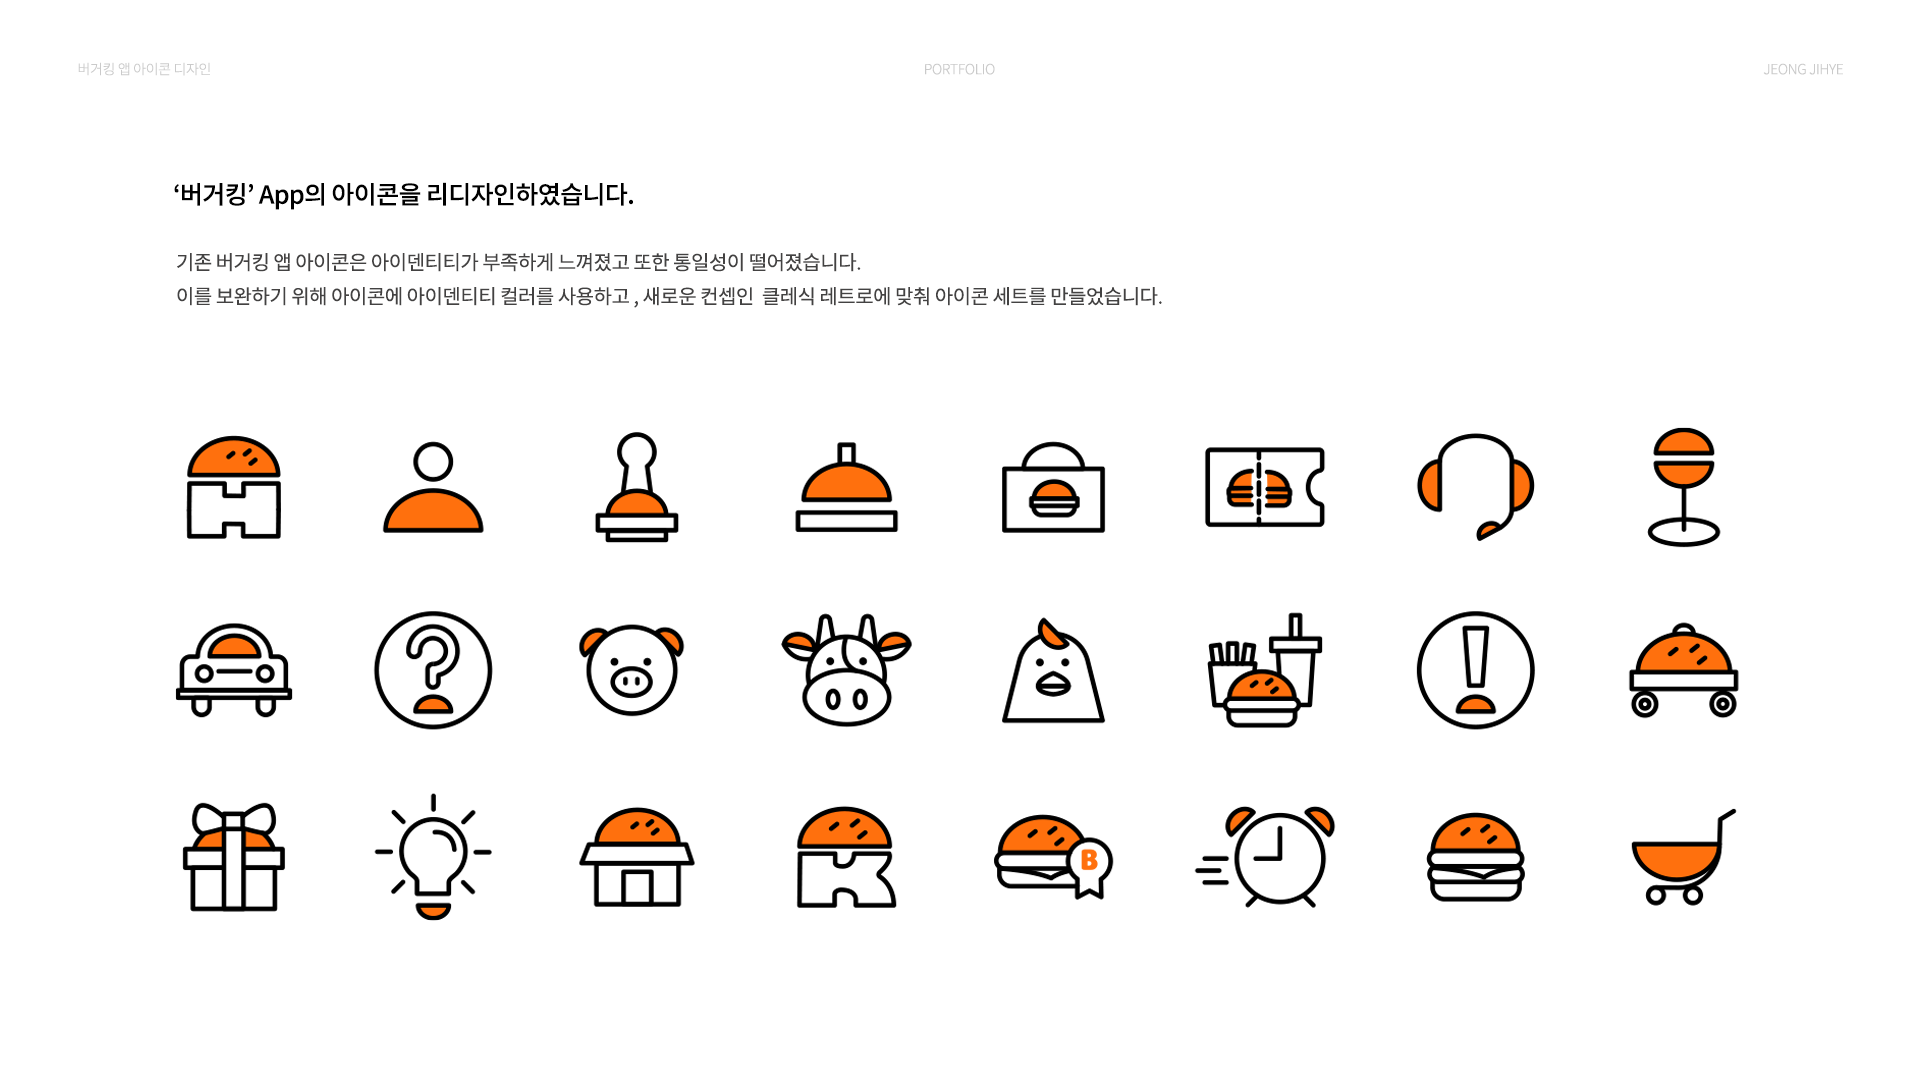 버거킹 앱 아이콘 디자인
PORTFOLIO
JEONG JIHYE
‘버거킹’ App의 아이콘을 리디자인하였습니다.
기존 버거킹 앱 아이콘은 아이덴티티가 부족하게 느껴졌고 또한 통일성이 떨어졌습니다.
이를 보완하기 위해 아이콘에 아이덴티티 컬러를 사용하고 , 새로운 컨셉인 클레식 레트로에 맞춰 아이콘 세트를 만들었습니다.
B